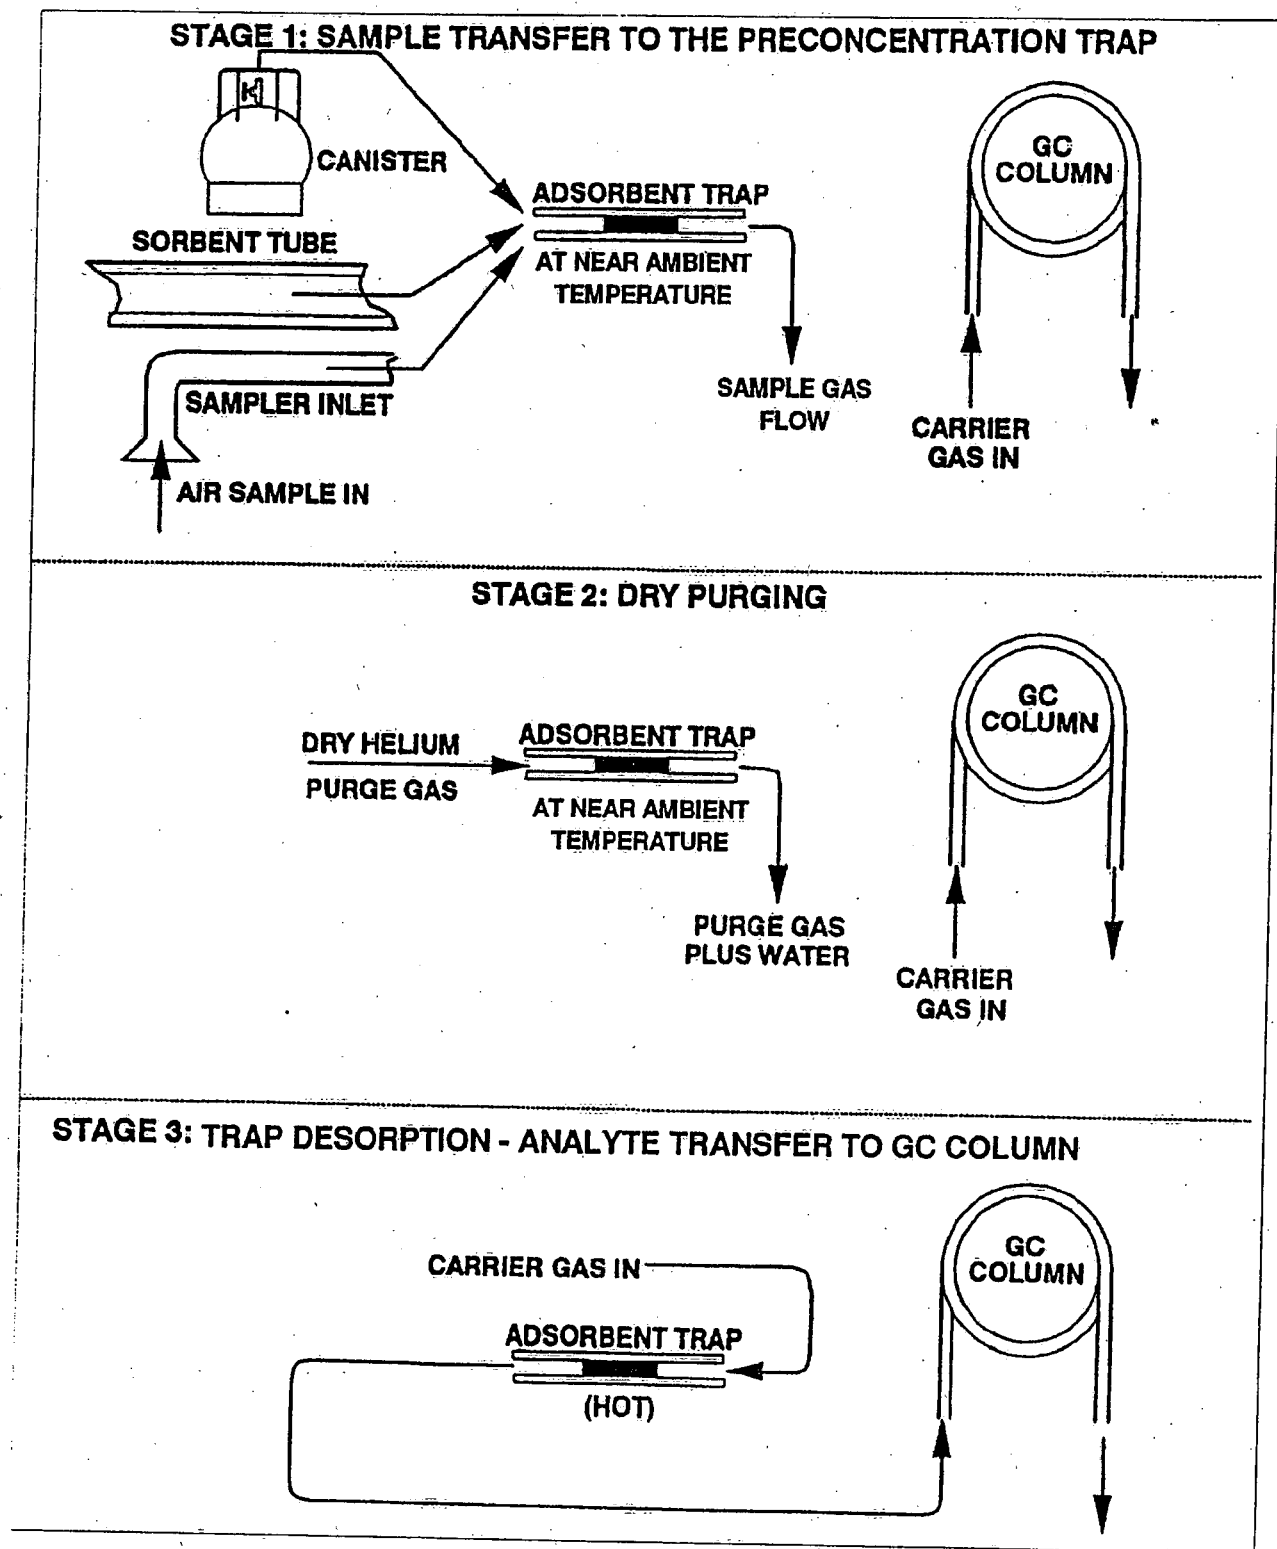 STAGE 1: SAMPLE TRANSFER TO THE PRECONCENTRATION TRAP
CANISTER
SORBENT TUBE
SAMPLER INLET
AIR SAMPLE IN
ADSORBENT TRAP
AT NEAR AMBIENT
TEMPERATURE
SAMPLE GAS
FLOW
GC
COLUMN
CARRIER
GAS IN
STAGE 2: DRY PURGING
DRY HELIUM
PURGE GAS
ADSORBENT TRAP
AT NEAR AMBIENT
TEMPERATURE
PURGE GAS
PLUS WATER
GC
COLUMN
CARRIER
GAS IN
STAGE 3: TRAP DESORPTION - ANALYTE TRANSFER TO GC COLUMN
CARRIER GAS IN
ADSORBENT TRAP
(HOT)
GC
COLUMN